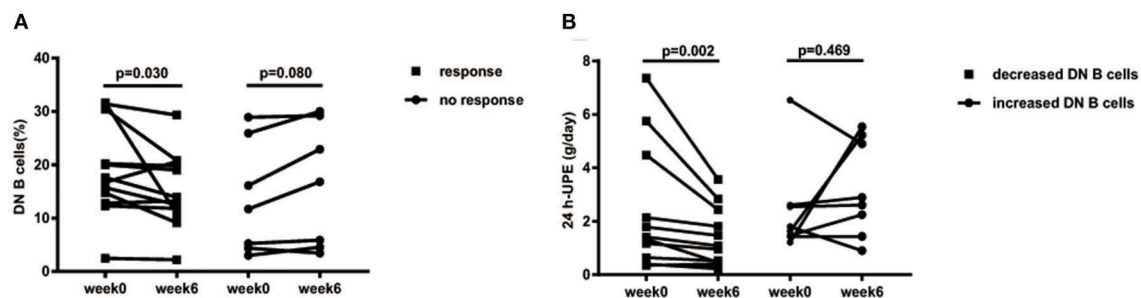 A
DN B cells(%)
40
30
20
10
0
p=0.030
p=0.080
week0
week6
week0
week6
response
no response
B
24 h-UPE (g/day)
8
6
4
2
0
p=0.002
p=0.469
week0
week6
week0
week6
decreased DN B cells
increased DN B cells